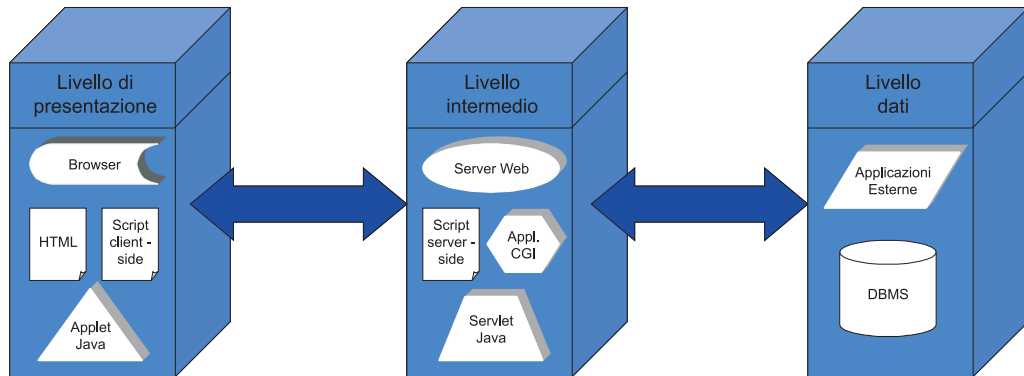 Livello di
presentazione
Browser
HTML
Script
client -
side
Applet
Java
Livello
intermedio
Server Web
Script
server -
side
Appl.
CGI
Servlet
Java
Livello
dati
Applicazioni
Esterne
DBMS